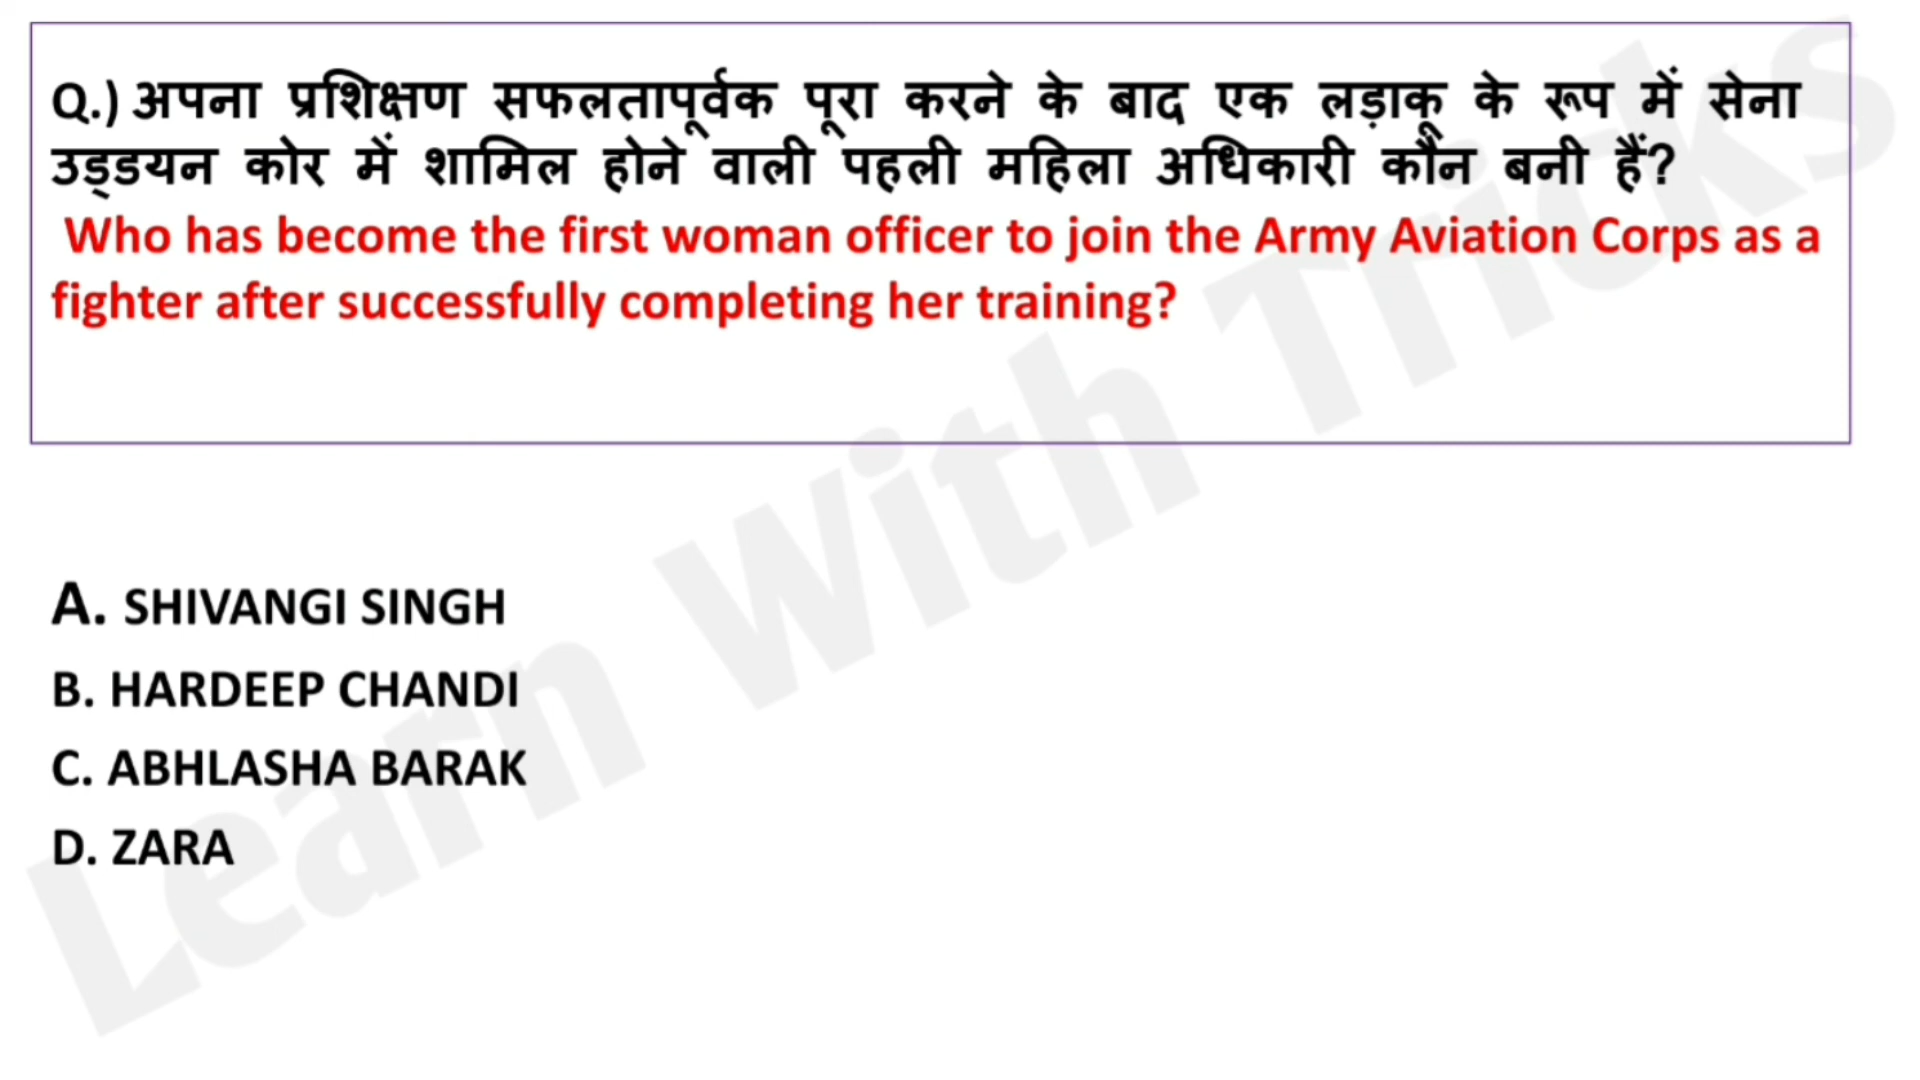 Q.) अपना प्रशिक्षण सफलतापूर्वक पूरा करने के बाद एक लड़ाकू के रूप में सेना
उड्डयन कोर में शामिल होने वाली पहली महिला अधिकारी कौन बनी हैं?
Who has become the first woman officer to join the Army Aviation Corps as a
fighter after successfully completing her training?
A. SHIVANGI SINGH
B. HARDEEP CHANDI
C. ABHLASHA BARAK
D. ZARA
Learn With Tricks